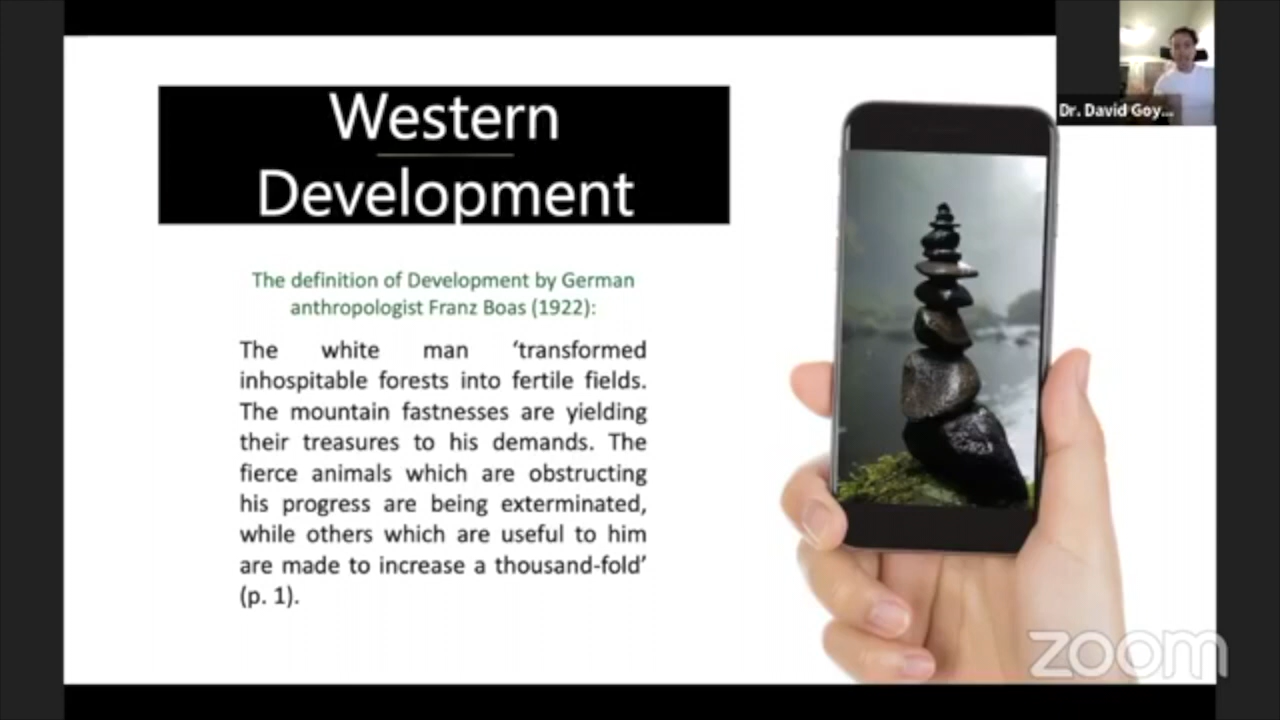 Western
Development
The definition of Development by German
anthropologist Franz Boas (1922):
The white man ‘transformed
inhospitable forests into fertile fields.
The mountain fastnesses are yielding
their treasures to his demands. The
fierce animals which are obstructing
his progress are being exterminated,
while others which are useful to him
are made to increase a thousand-fold’
(p. 1).
Dr. David Goy...
zoom